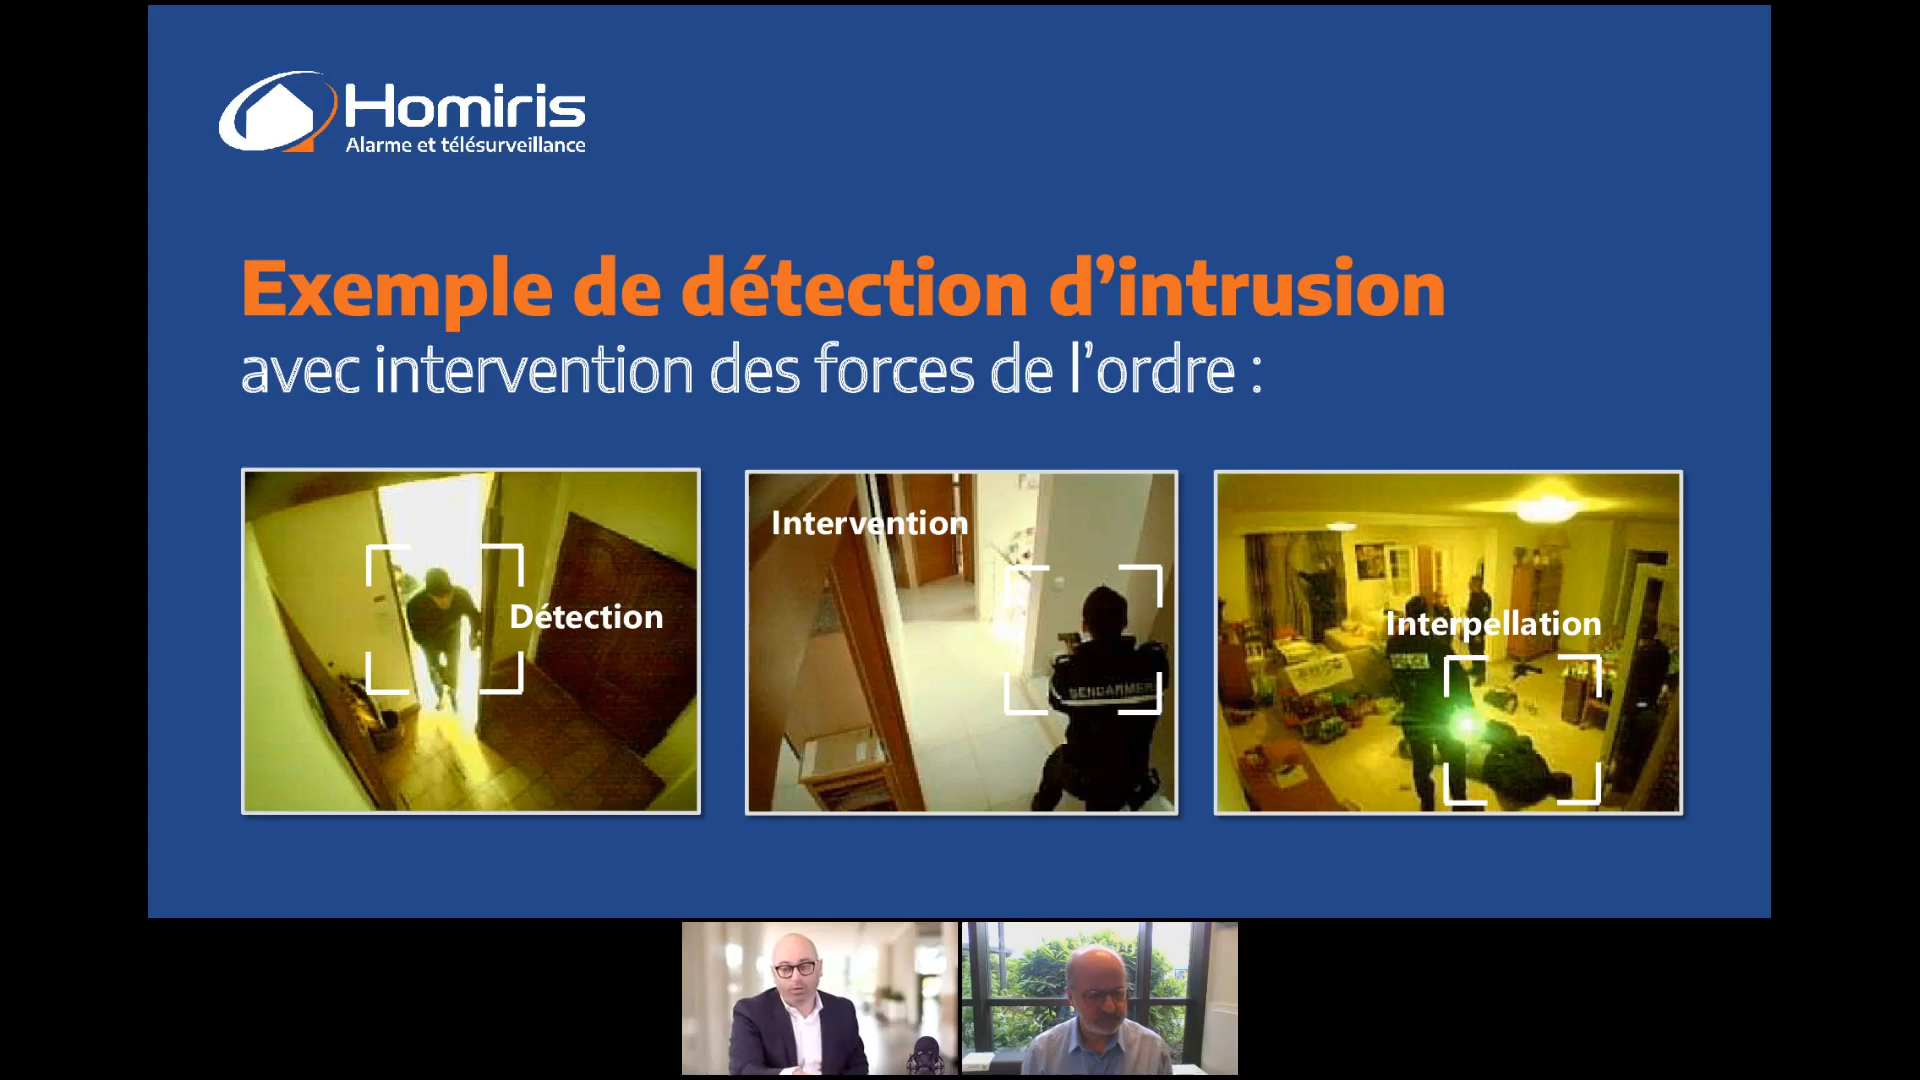 Homiris
Alarme et télésurveillance
Exemple de détection d’intrusion
avec intervention des forces de l’ordre :
Détection
Intervention
GENDARMERIE
Interpellation